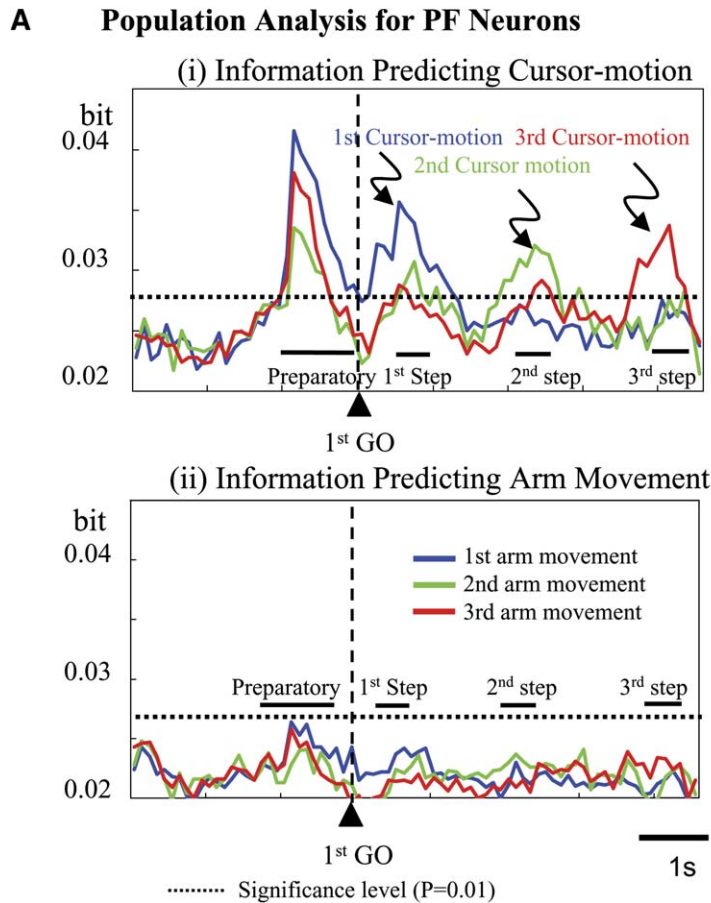 A Population Analysis for PF Neurons
(i) Information Predicting Cursor-motion
bit
0.04
1st Cursor-motion 3rd Cursor-motion
2nd Cursor motion
0.03
0.02
Preparatory 1st Step 2nd step 3rd step
1st GO
(ii) Information Predicting Arm Movement
bit
0.04
1st arm movement
2nd arm movement
3rd arm movement
0.03
Preparatory 1st Step 2nd step 3rd step
0.02
1st GO
1s
Significance level (P=0.01)